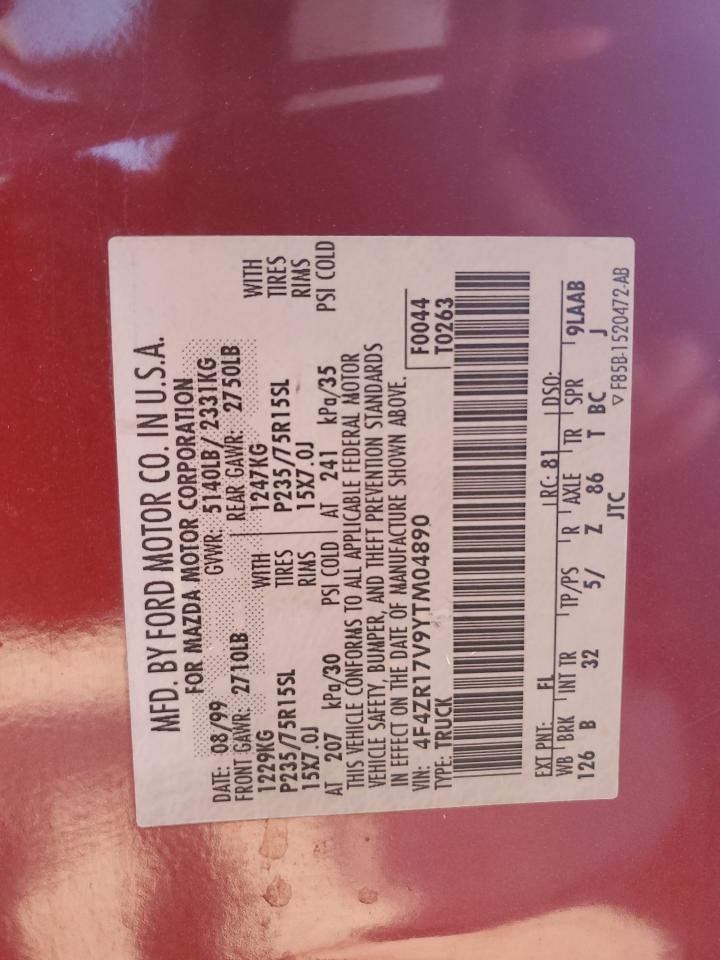 MFD. BY FORD MOTOR CO. IN U.S.A.
FOR MAZDA MOTOR CORPORATION
DATE: 08/99 GVWR: 5140LB/2331KG
FRONT GAWR: 2710LB REAR GAWR: 2750LB
1229KG WITH 1247KG WITH
P235/75R15SL TIRES P235/75R15SL TIRES
15X7.0J RIMS 15X7.0J RIMS
AT 207 kPa/30 PSI COLD AT 241 kPa/35 PSI COLD
THIS VEHICLE CONFORMS TO ALL APPLICABLE FEDERAL MOTOR
VEHICLE SAFETY, BUMPER, AND THEFT PREVENTION STANDARDS
IN EFFECT ON THE DATE OF MANUFACTURE SHOWN ABOVE.
VIN: 4F4ZR17V9YTM04890 F0044
TYPE: TRUCK T0263
EXT PNT: FL RC: 81 DSO:
WB BRK INT TR TP/PS R AXLE TR SPR 9LAAB
126 B 32 5/ Z 86 T BC J
JTC
▽ F85B-1520472-AB